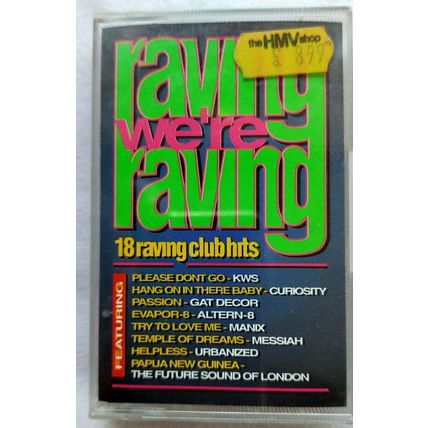 the HMV shop
£ 8.99
raving
we're
raving
18 raving club hits
FEATURING
PLEASE DONT GO - KWS
HANG ON IN THERE BABY - CURIOSITY
PASSION - GAT DECOR
EVAPOR-8 - ALTERN-8
TRY TO LOVE ME - MANIX
TEMPLE OF DREAMS - MESSIAH
HELPLESS - URBANIZED
PAPUA NEW GUINEA -
THE FUTURE SOUND OF LONDON